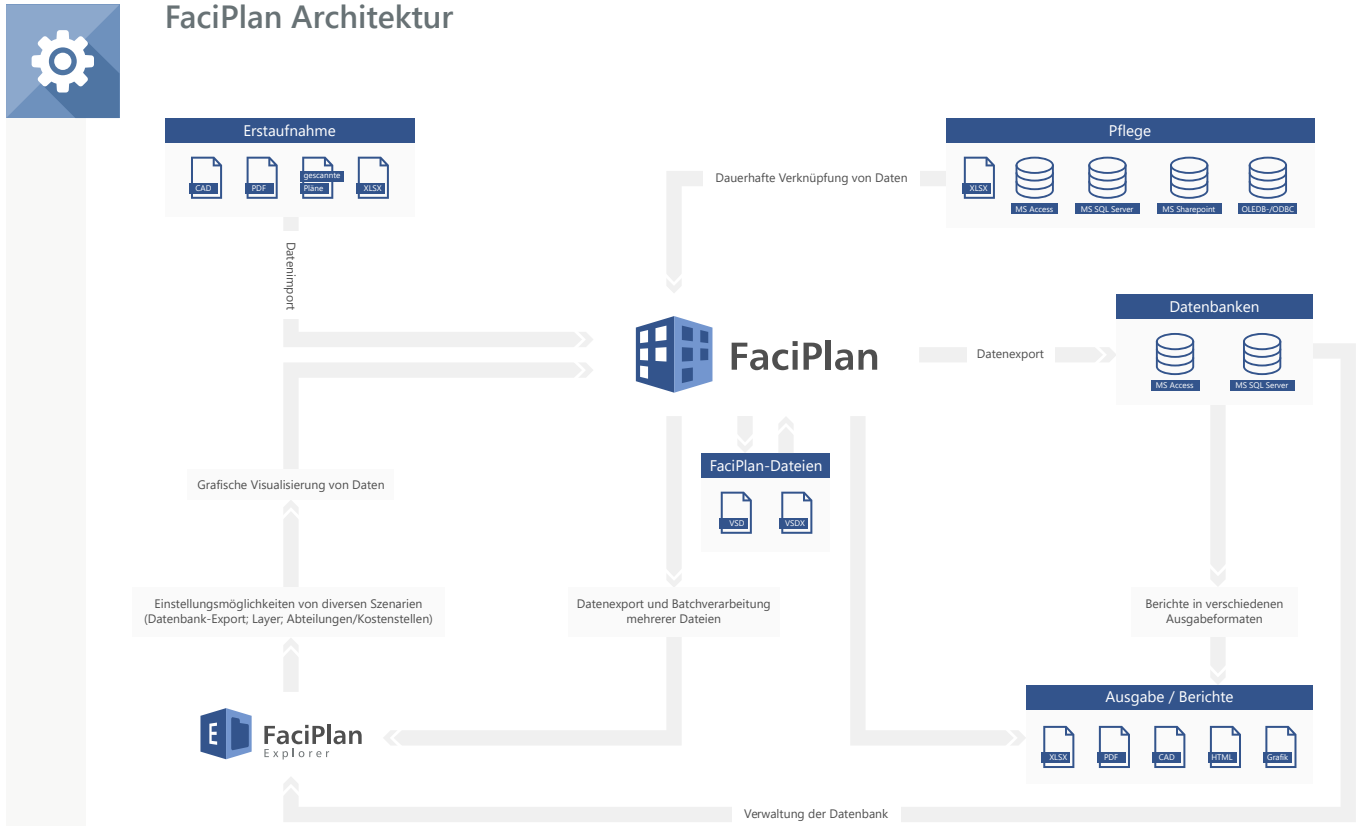 FaciPlan Architektur
Erstaufnahme
CAD
PDF
gescannte
Pläne
XLSX
Pflege
XLSX
MS Access
MS SQL Server
MS Sharepoint
OLEDB-/ODBC
Dauerhafte Verknüpfung von Daten
Datenimport
FaciPlan
Datenexport
Datenbanken
MS Access
MS SQL Server
FaciPlan-Dateien
VSD
VSDX
Grafische Visualisierung von Daten
Einstellungsmöglichkeiten von diversen Szenarien
(Datenbank-Export; Layer; Abteilungen/Kostenstellen)
Datenexport und Batchverarbeitung
mehrerer Dateien
Berichte in verschiedenen
Ausgabeformaten
E
FaciPlan
Explorer
Ausgabe / Berichte
XLSX
PDF
CAD
HTML
Grafik
Verwaltung der Datenbank